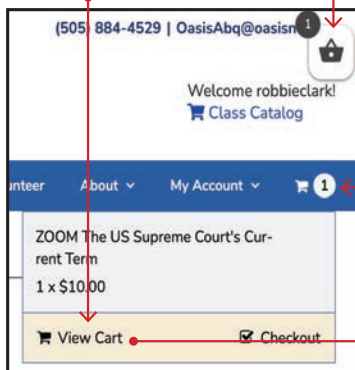 (505) 884-4529 | OasisAbq@oasisn
1
Welcome robbieclark!
Class Catalog
unteer About My Account 1
ZOOM The US Supreme Court's Cur-
rent Term
1 x $10.00
View Cart Checkout